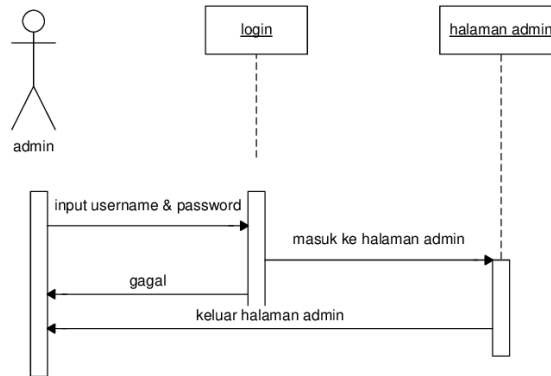 login
halaman admin
admin
input username & password
masuk ke halaman admin
gagal
keluar halaman admin